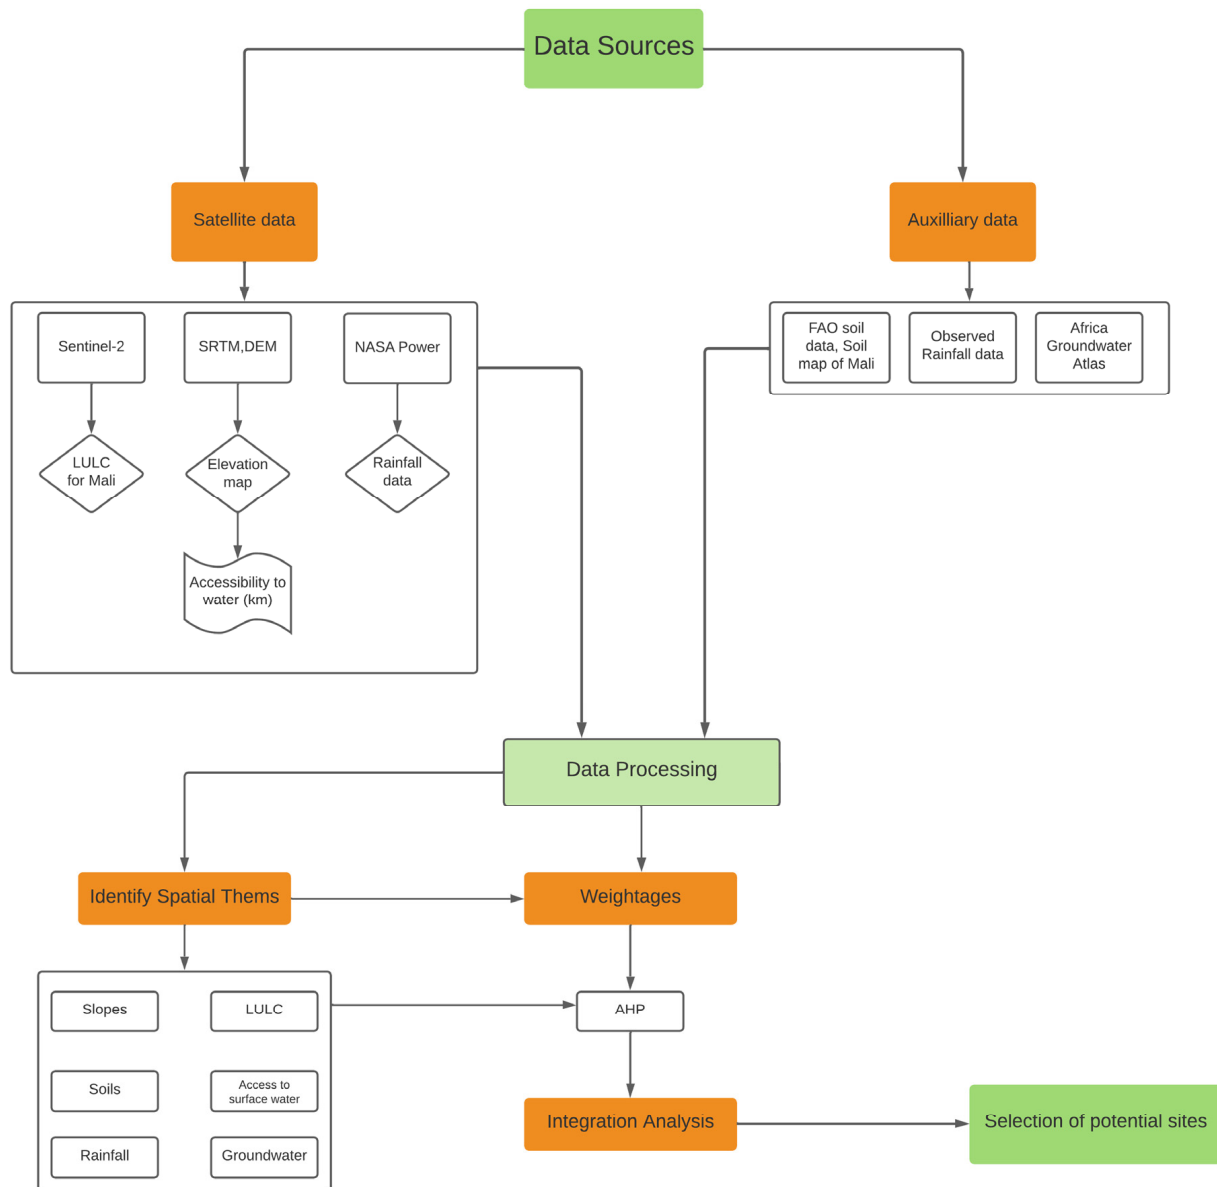 Data Sources
Satellite data
Auxilliary data
Sentinel-2
SRTM,DEM
NASA Power
FAO soil
data, Soil
map of Mali
Observed
Rainfall data
Africa
Groundwater
Atlas
LULC
for Mali
Elevation
map
Rainfall
data
Accessibility to
water (km)
Data Processing
Identify Spatial Thems
Weightages
Slopes
LULC
AHP
Soils
Access to
surface water
Integration Analysis
Selection of potential sites
Rainfall
Groundwater